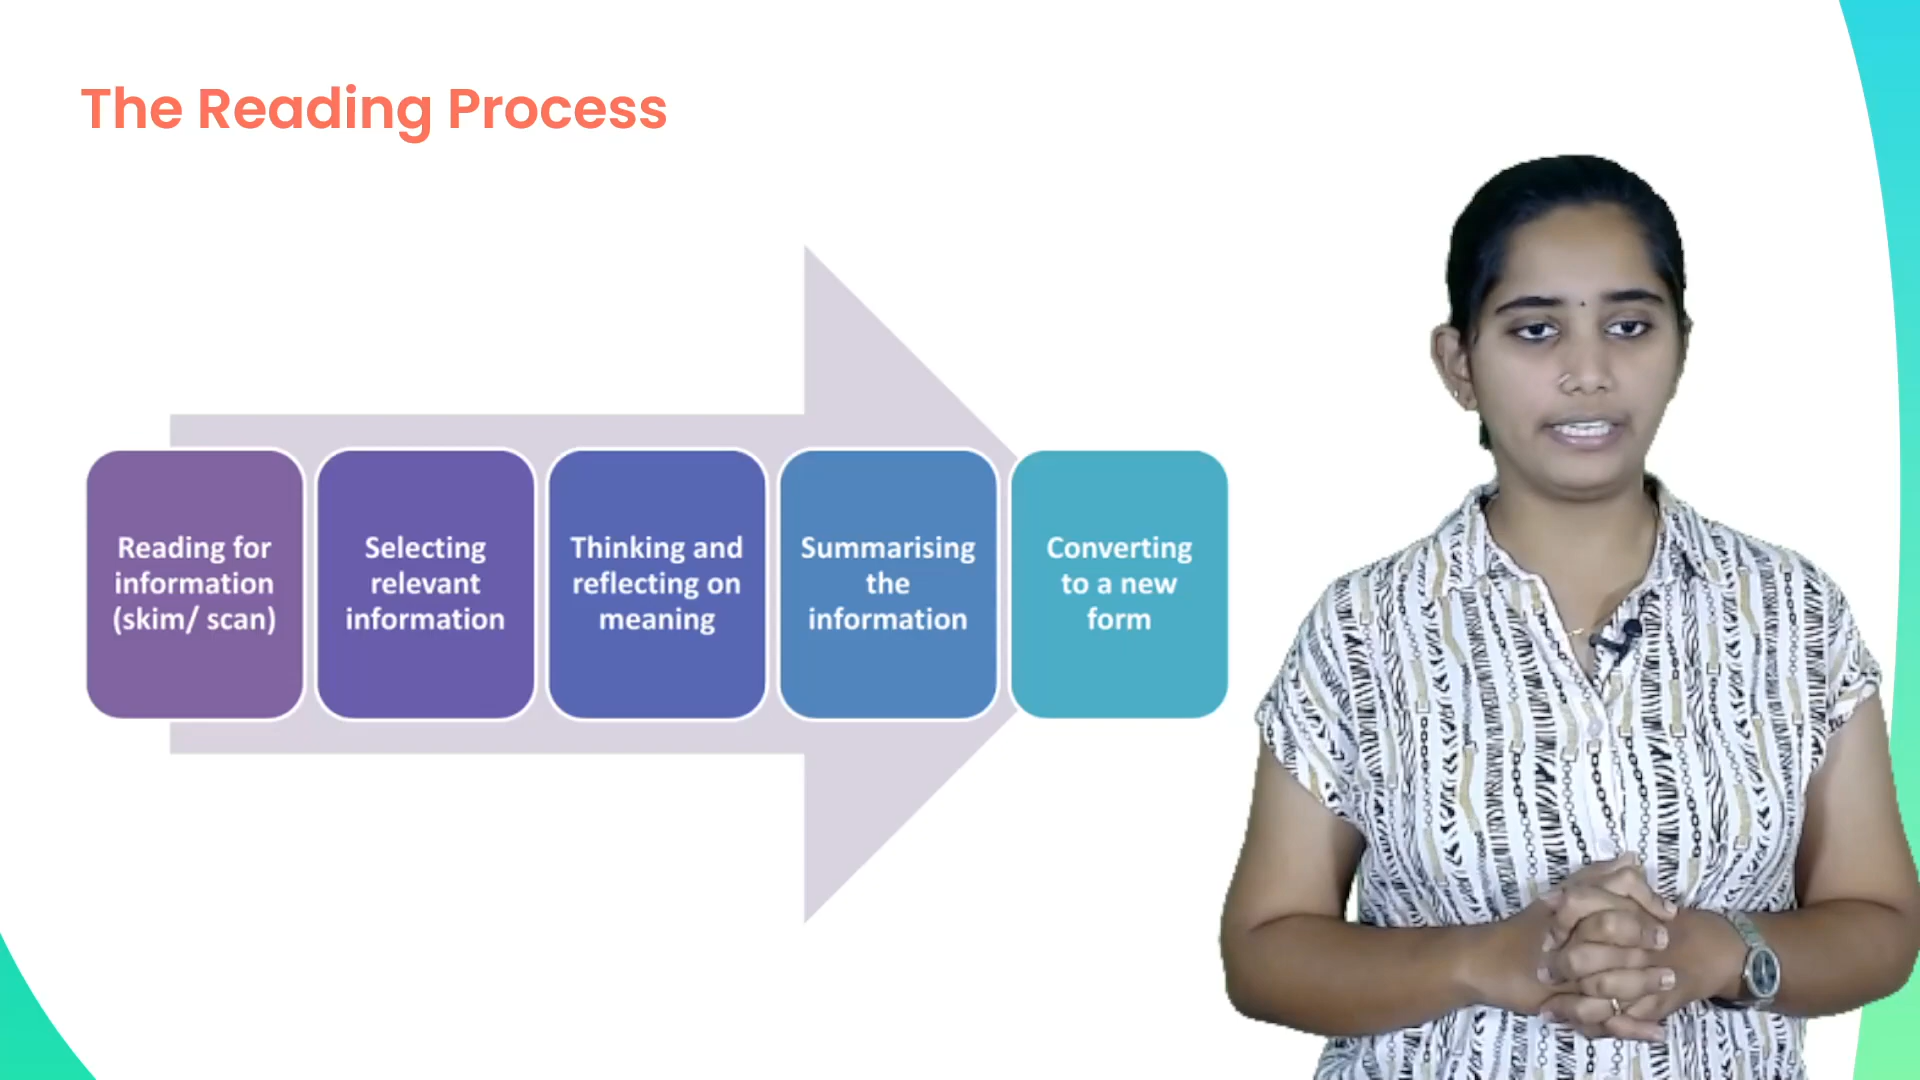 The Reading Process
Reading for
information
(skim/ scan)
Selecting
relevant
information
Thinking and
reflecting on
meaning
Summarising
the
information
Converting
to a new
form